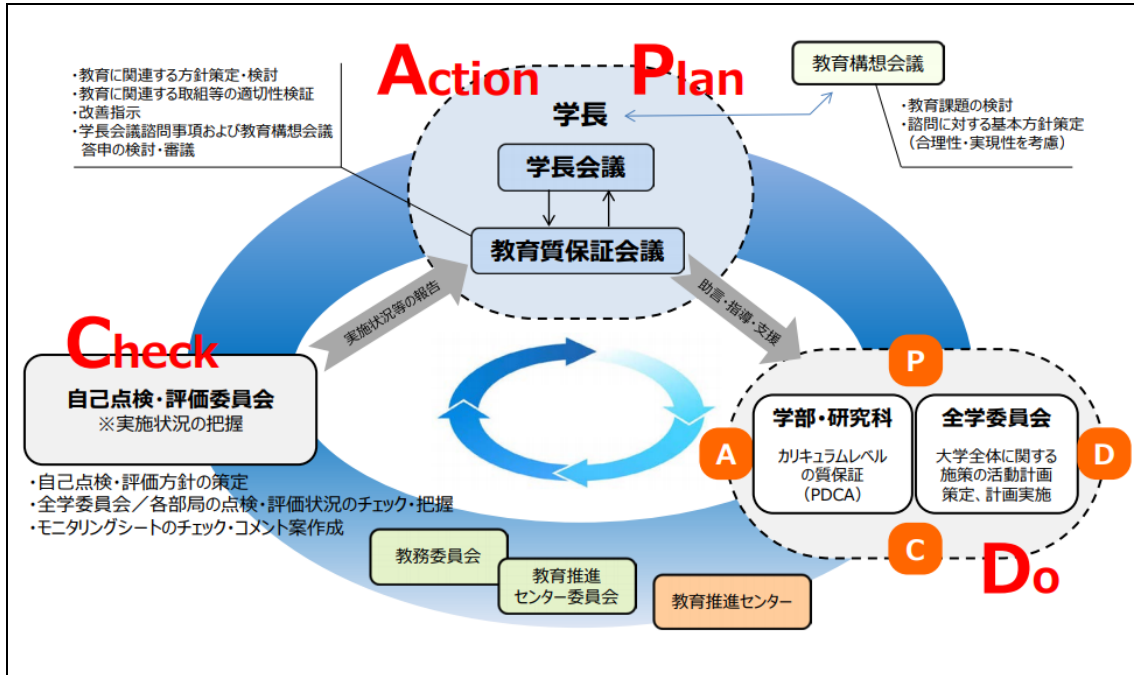 Action
Plan
・教育に関連する方針策定・検討
・教育に関連する取組等の適切性検証
・改善指示
・学長会議諮問事項および教育構想会議
答申の検討・審議
教育構想会議
・教育課題の検討
・諮問に対する基本方針策定
（合理性・実現性を考慮）
学長
学長会議
教育質保証会議
実施状況等の報告
助言・指導・支援
Check
自己点検・評価委員会
※実施状況の把握
・自己点検・評価方針の策定
・全学委員会／各部局の点検・評価状況のチェック・把握
・モニタリングシートのチェック・コメント案作成
P
A
学部・研究科
カリキュラムレベル
の質保証
（PDCA）
全学委員会
大学全体に関する
施策の活動計画
策定、計画実施
D
C
Do
教務委員会
教育推進
センター委員会
教育推進センター